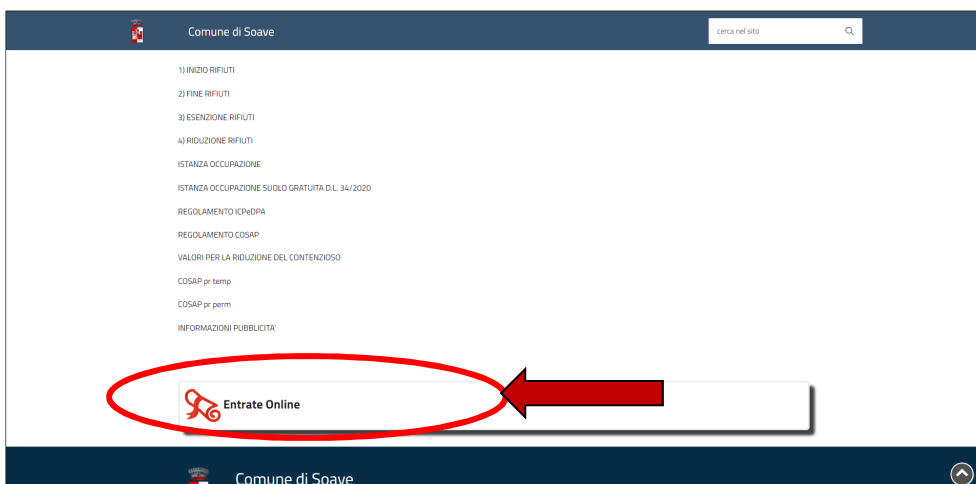 Comune di Soave
cerca nel sito
1) INIZIO RIFIUTI
2) FINE RIFIUTI
3) ESENZIONE RIFIUTI
4) RIDUZIONE RIFIUTI
ISTANZA OCCUPAZIONE
ISTANZA OCCUPAZIONE SUOLO GRATUITA D.L. 34/2020
REGOLAMENTO ICPeDPA
REGOLAMENTO COSAP
VALORI PER LA RIDUZIONE DEL CONTENZIOSO
COSAP pr temp
COSAP pr perm
INFORMAZIONI PUBBLICITA'
Entrate Online
Comune di Soave